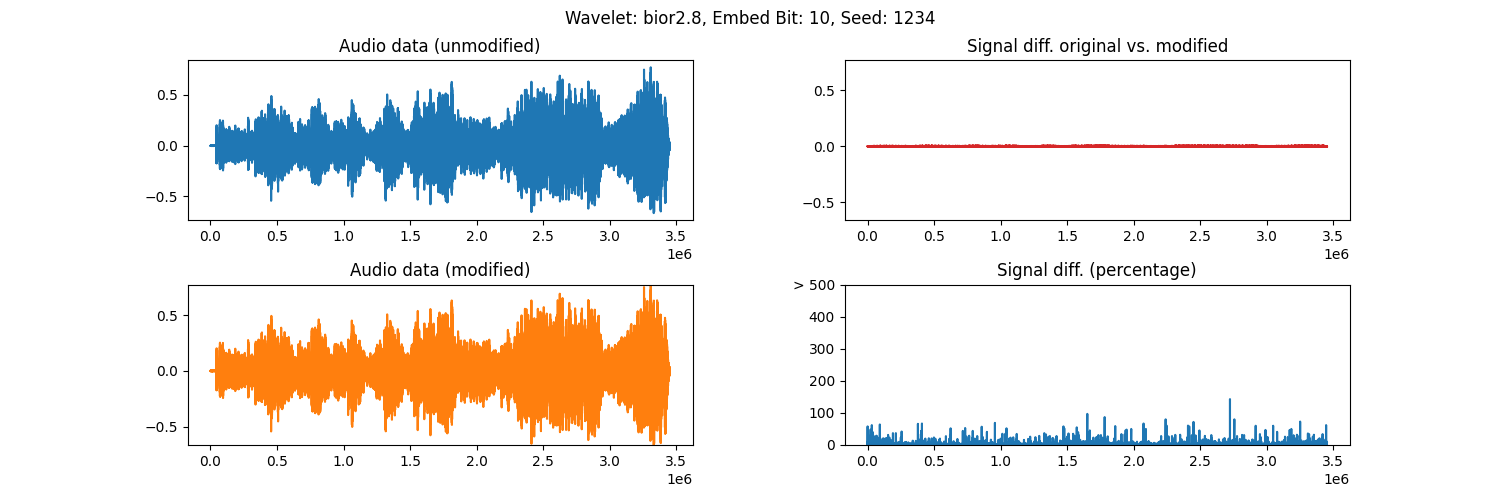 Wavelet: bior2.8, Embed Bit: 10, Seed: 1234
Audio data (unmodified)
0.5
0.0
−0.5
0.0 0.5 1.0 1.5 2.0 2.5 3.0 3.5
1e6
Signal diff. original vs. modified
0.5
0.0
−0.5
0.0 0.5 1.0 1.5 2.0 2.5 3.0 3.5
1e6
Audio data (modified)
0.5
0.0
−0.5
0.0 0.5 1.0 1.5 2.0 2.5 3.0 3.5
1e6
Signal diff. (percentage)
> 500
400
300
200
100
0
0.0 0.5 1.0 1.5 2.0 2.5 3.0 3.5
1e6